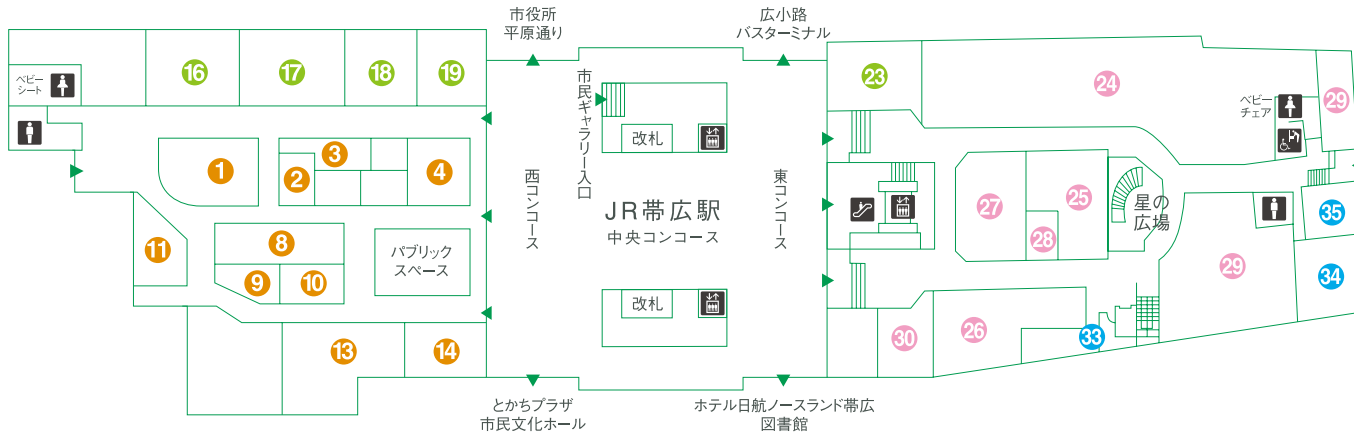 市役所
平原通り
広小路
バスターミナル
16
17
18
19
ベビー
シート
市民ギャラリー入口
改札
23
24
ベビー
チェア
29
1
3
2
4
西コンコース
JR帯広駅
中央コンコース
東コンコース
27
25
28
星の
広場
35
11
8
9
10
パブリック
スペース
29
34
改札
13
14
30
26
33
とかちプラザ
市民文化ホール
ホテル日航ノースランド帯広
図書館